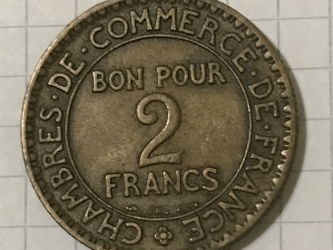 CHAMBRES·DE·COMMERCE·DE·FRANCE
BON POUR
2
FRANCS